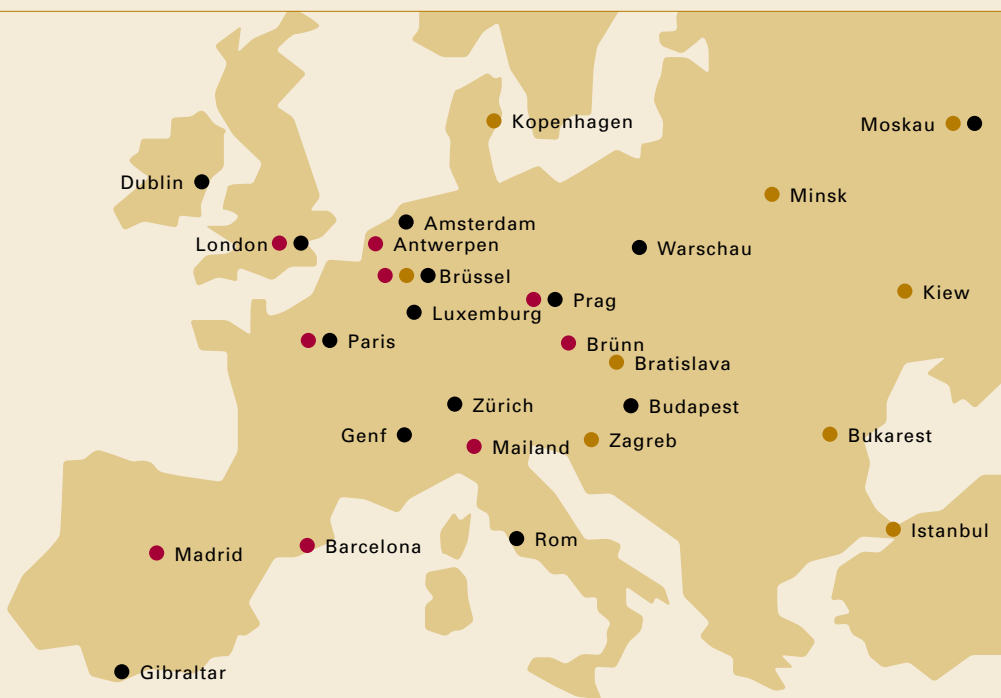 Kopenhagen
Moskau
Dublin
Minsk
Amsterdam
London
Antwerpen
Warschau
Brüssel
Kiew
Prag
Luxemburg
Paris
Brünn
Bratislava
Zürich
Budapest
Genf
Bukarest
Zagreb
Mailand
Istanbul
Rom
Barcelona
Madrid
Gibraltar